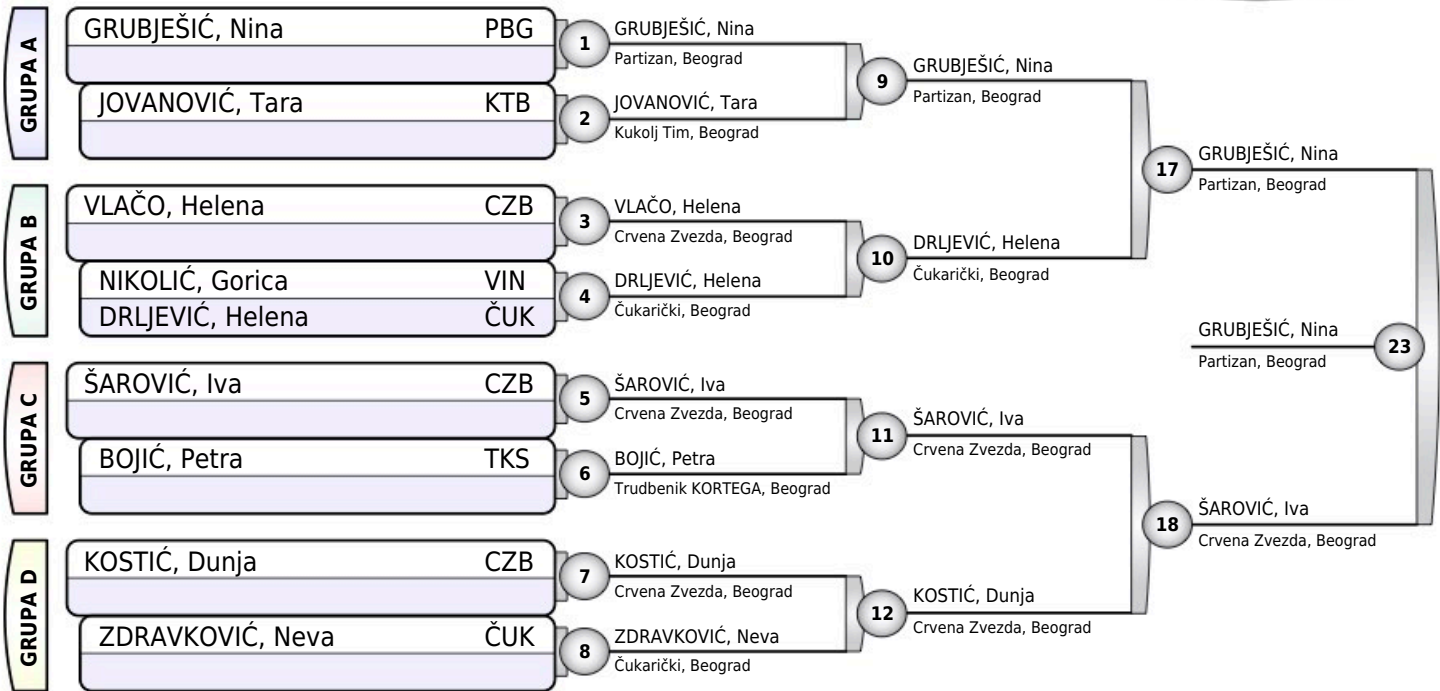 GRUPA A
GRUBJEŠIĆ, Nina PBG
JOVANOVIĆ, Tara KTB
1
GRUBJEŠIĆ, Nina
Partizan, Beograd
2
JOVANOVIĆ, Tara
Kukolj Tim, Beograd
9
GRUBJEŠIĆ, Nina
Partizan, Beograd
GRUPA B
VLAČO, Helena CZB
NIKOLIĆ, Gorica VIN
DRLJEVIĆ, Helena ČUK
3
VLAČO, Helena
Crvena Zvezda, Beograd
4
DRLJEVIĆ, Helena
Čukarički, Beograd
10
DRLJEVIĆ, Helena
Čukarički, Beograd
17
GRUBJEŠIĆ, Nina
Partizan, Beograd
GRUPA C
ŠAROVIĆ, Iva CZB
BOJIĆ, Petra TKS
5
ŠAROVIĆ, Iva
Crvena Zvezda, Beograd
6
BOJIĆ, Petra
Trudbenik KORTEGA, Beograd
11
ŠAROVIĆ, Iva
Crvena Zvezda, Beograd
GRUPA D
KOSTIĆ, Dunja CZB
ZDRAVKOVIĆ, Neva ČUK
7
KOSTIĆ, Dunja
Crvena Zvezda, Beograd
8
ZDRAVKOVIĆ, Neva
Čukarički, Beograd
12
KOSTIĆ, Dunja
Crvena Zvezda, Beograd
18
ŠAROVIĆ, Iva
Crvena Zvezda, Beograd
GRUBJEŠIĆ, Nina
Partizan, Beograd
23